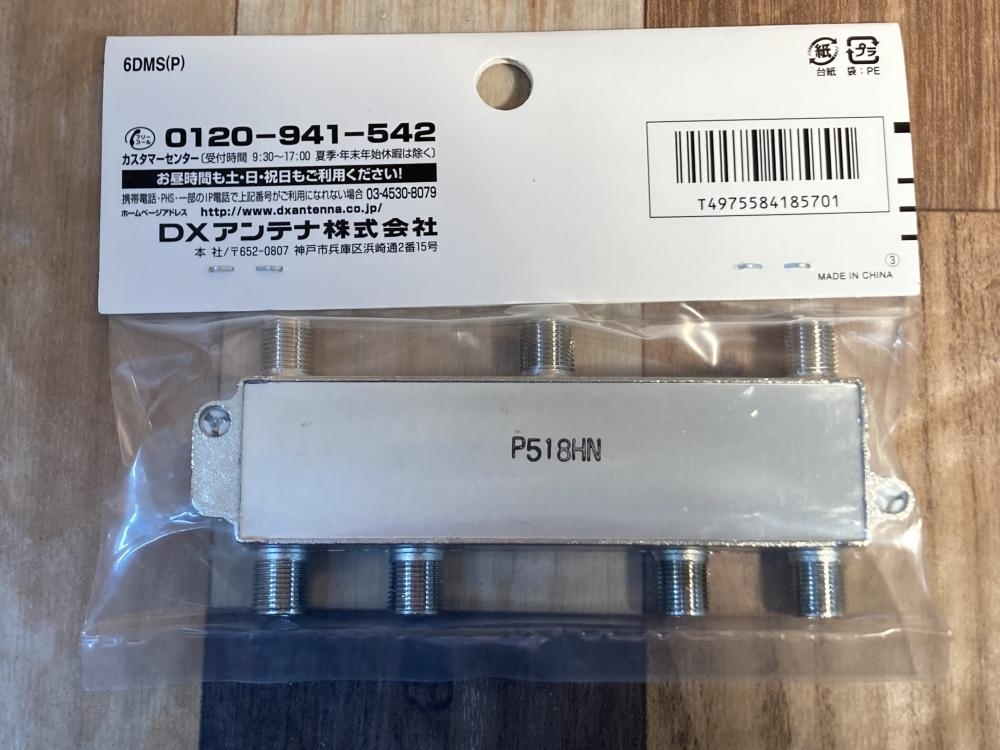 6DMS(P)
紙
プラ
台紙 袋:PE
フリーコール 0120-941-542
カスタマーセンター〔受付時間 9:30〜17:00 夏季・年末年始休暇は除く〕
お昼時間も土・日・祝日もご利用ください!
携帯電話・PHS・一部のIP電話で上記番号がご利用になれない場合 03-4530-8079
ホームページアドレス http://www.dxantenna.co.jp/
DXアンテナ株式会社
本 社/〒652-0807 神戸市兵庫区浜崎通2番15号
T4975584185701
③
MADE IN CHINA
P518HN